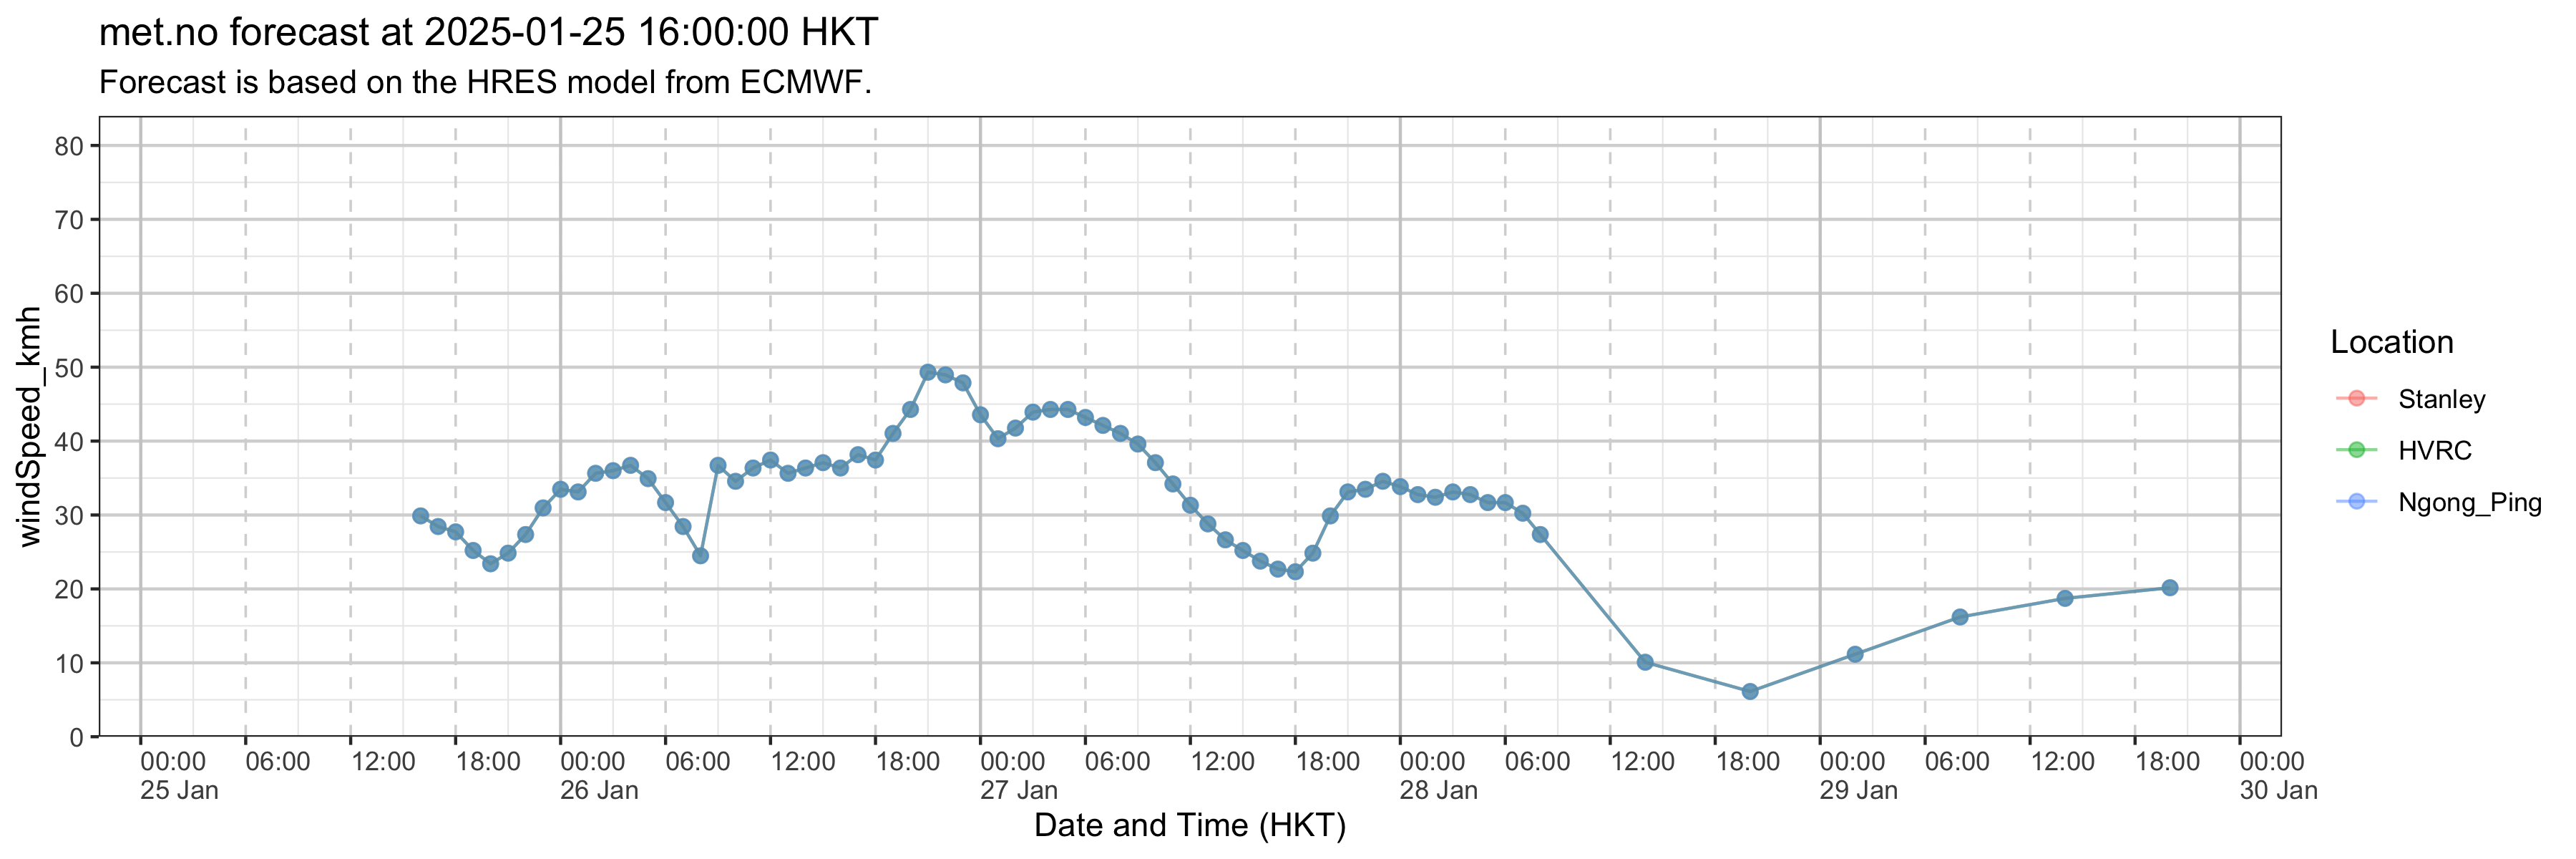 met.no forecast at 2025-01-25 16:00:00 HKT
Forecast is based on the HRES model from ECMWF.
windSpeed_kmh
80
70
60
50
40
30
20
10
0
00:00 06:00 12:00 18:00 00:00 06:00 12:00 18:00 00:00 06:00 12:00 18:00 00:00 06:00 12:00 18:00 00:00 06:00 12:00 18:00 00:00
25 Jan 26 Jan 27 Jan 28 Jan 29 Jan 30 Jan
Date and Time (HKT)
Location
Stanley
HVRC
Ngong_Ping